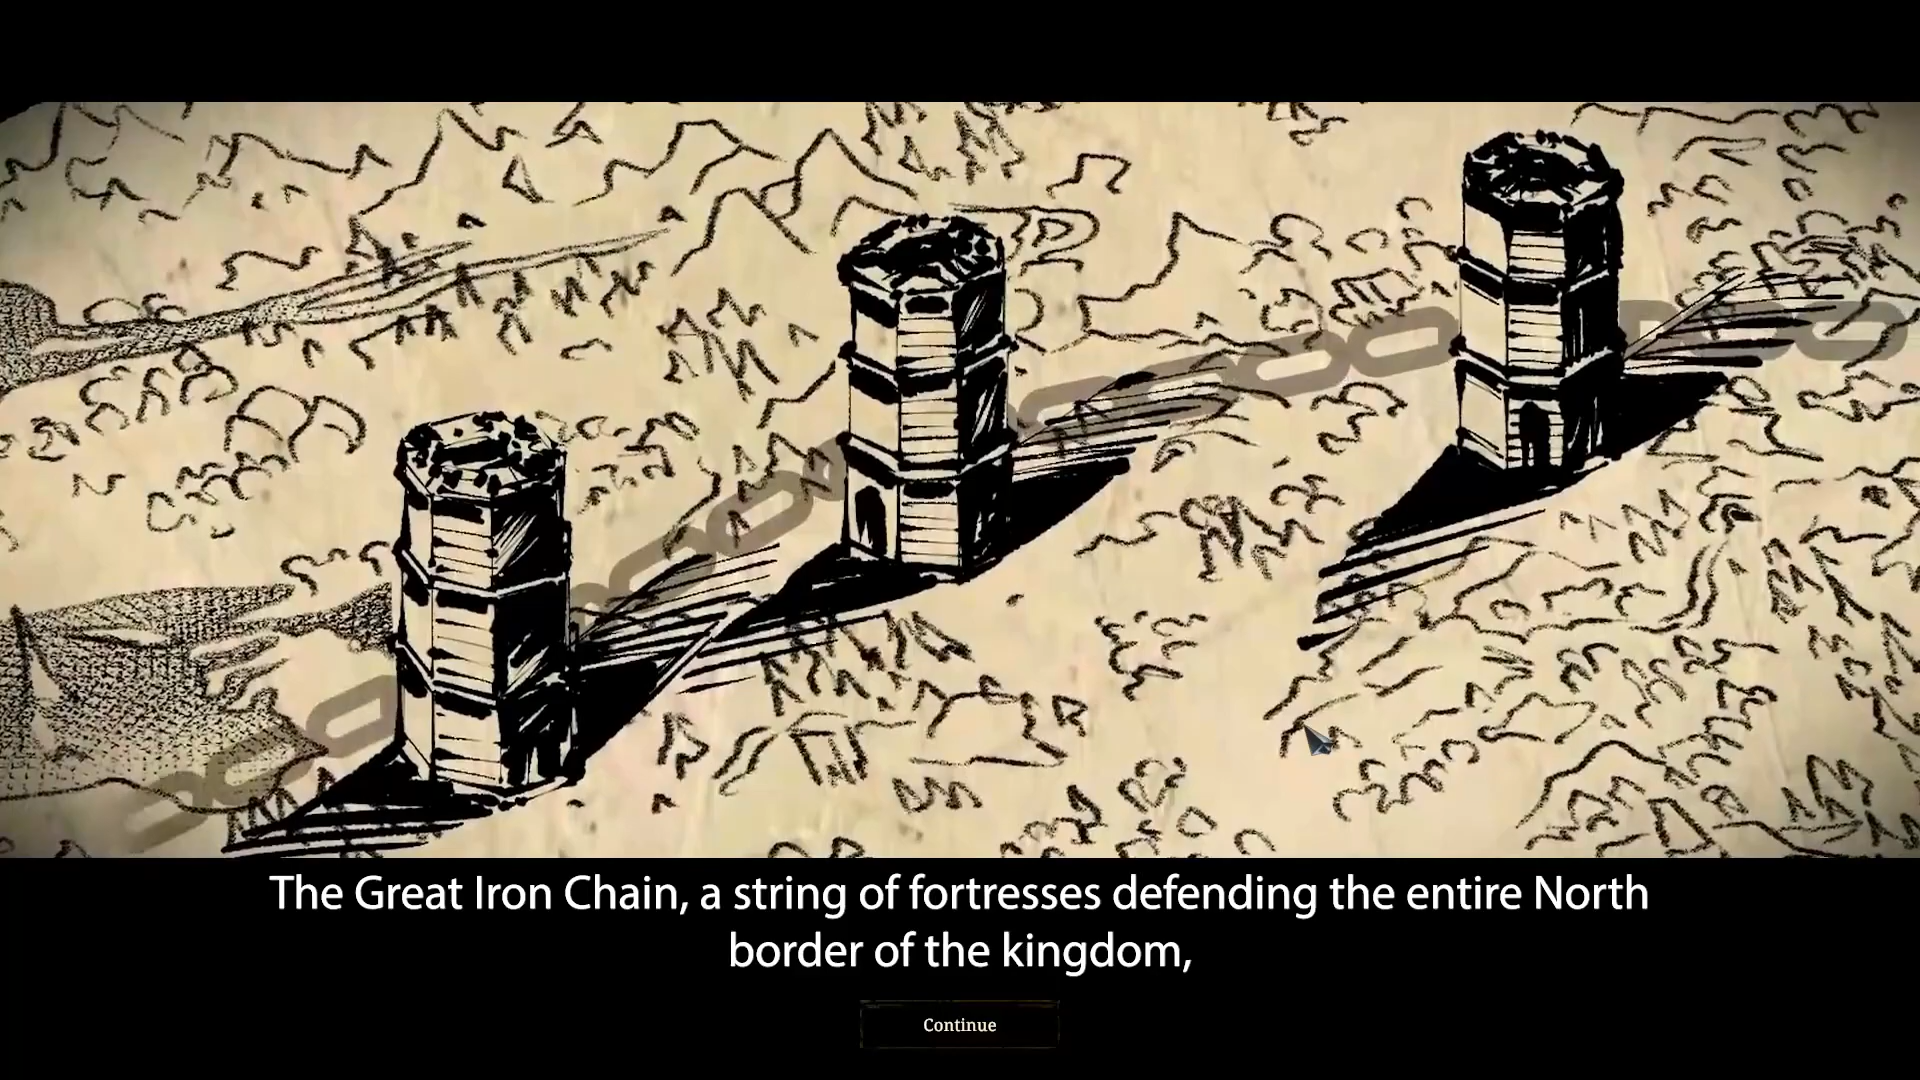 The Great Iron Chain, a string of fortresses defending the entire North
border of the kingdom,
Continue